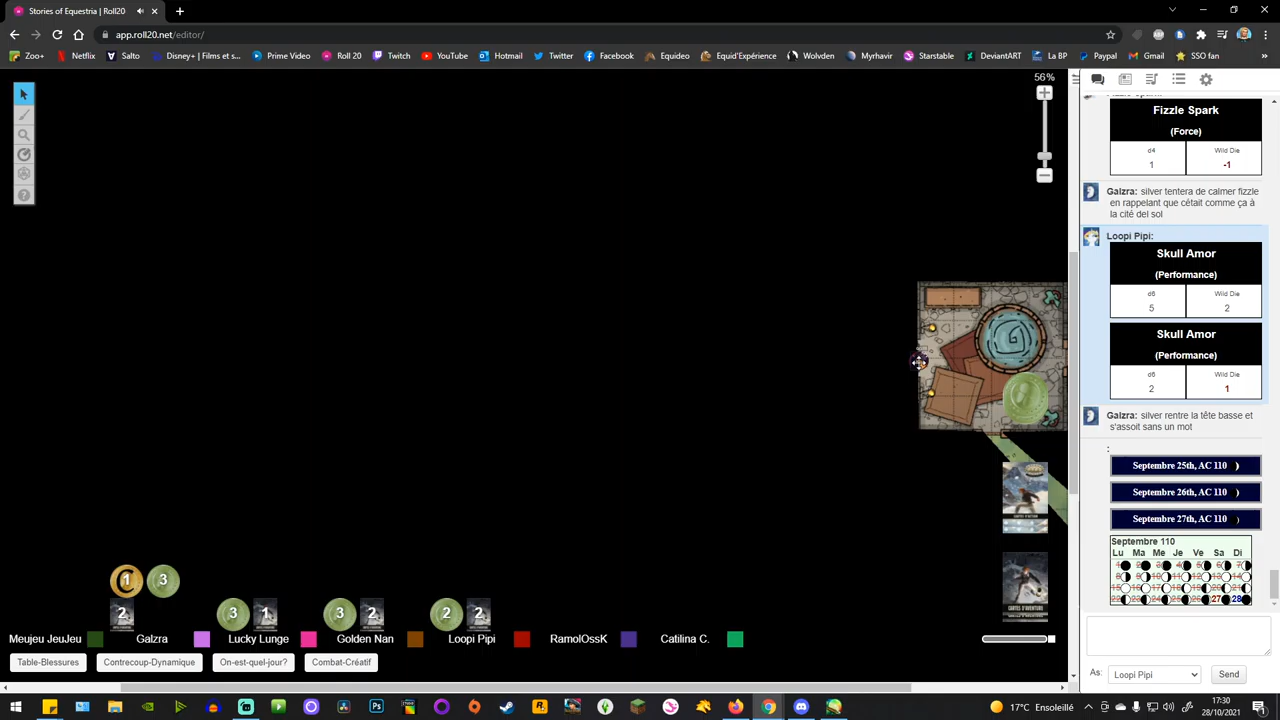 Stories of Equestria | Roll20
app.roll20.net/editor/
Zoo+
Netflix
Salto
Disney+ | Films et s...
Prime Video
Roll 20
Twitch
YouTube
Hotmail
Twitter
Facebook
Equideo
Equid'Expérience
Wolvden
Myrhavir
Starstable
DeviantART
La BP
Paypal
Gmail
SSO fan
56%
Fizzle Spark
(Force)
d4
Wild Die
1
-1
Galzra: silver tentera de calmer fizzle
en rappelant que cétait comme ça à
la cité del sol
Loopi Pipi:
Skull Amor
(Performance)
d6
Wild Die
5
2
Skull Amor
(Performance)
d6
Wild Die
2
1
Galzra: silver rentre la tête basse et
s'assoit sans un mot
:
Septembre 25th, AC 110
Septembre 26th, AC 110
Septembre 27th, AC 110
Septembre 110
Lu Ma Me Je Ve Sa Di
27 28
1 3
2
3 1
3 2
2 2
Meujeu JeuJeu
Galzra
Lucky Lunge
Golden Nan
Loopi Pipi
RamolOssK
Catilina C.
Table-Blessures
Contrecoup-Dynamique
On-est-quel-jour?
Combat-Créatif
As:
Loopi Pipi
Send
17°C Ensoleillé
17:30
28/10/2021